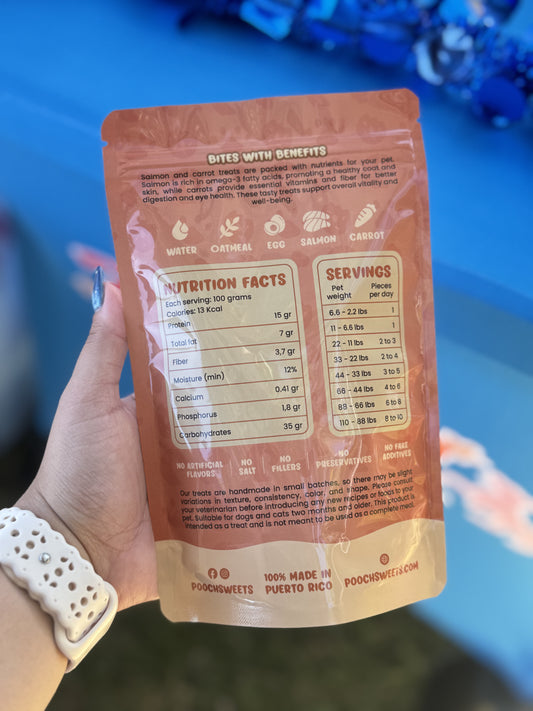 BITES WITH BENEFITS
Salmon and carrot treats are packed with nutrients for your pet.
Salmon is rich in omega-3 fatty acids, promoting a healthy coat and
skin, while carrots provide essential vitamins and fiber for better
digestion and eye health. These tasty treats support overall vitality and
well-being.
WATER OATMEAL EGG SALMON CARROT
NUTRITION FACTS
Each serving: 100 grams
Calories: 13 Kcal
Protein 15 gr
Total fat 7 gr
Fiber 3,7 gr
Moisture (min) 12%
Calcium 0.41 gr
Phosphorus 1,8 gr
Carbohydrates 35 gr
SERVINGS
Pet weight Pieces per day
6,6 - 2.2 lbs 1
11 - 6.6 lbs 1
22 - 11 lbs 2 to 3
33 - 22 lbs 2 to 4
44 - 33 lbs 3 to 5
66 - 44 lbs 4 to 6
88 - 66 lbs 6 to 8
110 - 88 lbs 8 to 10
NO ARTIFICIAL FLAVORS
NO SALT
NO FILLERS
NO PRESERVATIVES
NO FAKE ADDITIVES
Our treats are handmade in small batches, so there may be slight
variations in texture, consistency, color, and shape. Please consult
your veterinarian before introducing any new recipes or foods to your
pet. Suitable for dogs and cats two months and older. This product is
intended as a treat and is not meant to be used as a complete meal.
POOCHSWEETS
100% MADE IN
PUERTO RICO
POOCHSWEETS.COM